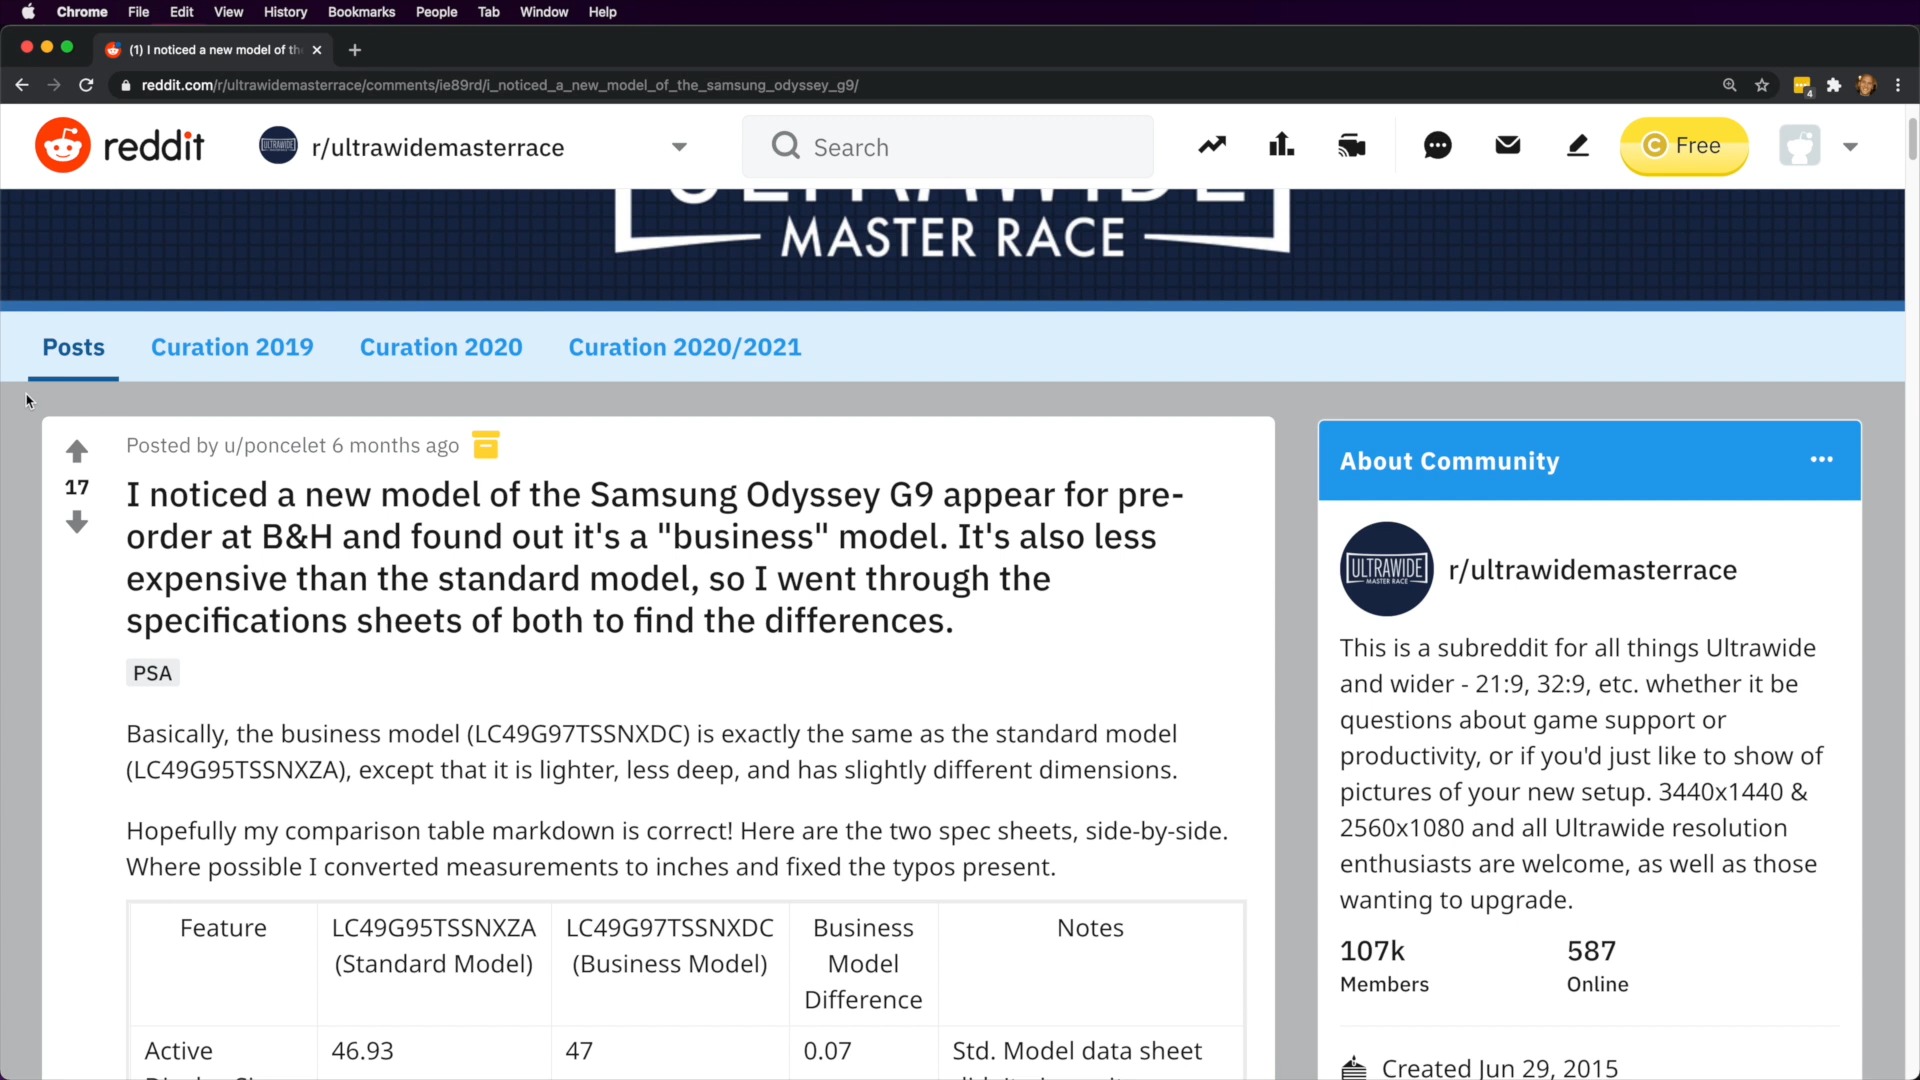 Chrome File Edit View History Bookmarks People Tab Window Help
(1) I noticed a new model of th
reddit.com/r/ultrawidemasterrace/comments/ie89rd/i_noticed_a_new_model_of_the_samsung_odyssey_g9/
4
reddit r/ultrawidemasterrace Search Free
ULTRAWIDE
MASTER RACE
Posts Curation 2019 Curation 2020 Curation 2020/2021
Posted by u/poncelet 6 months ago
17
I noticed a new model of the Samsung Odyssey G9 appear for pre-
order at B&H and found out it's a "business" model. It's also less
expensive than the standard model, so I went through the
specifications sheets of both to find the differences.
PSA
Basically, the business model (LC49G97TSSNXDC) is exactly the same as the standard model
(LC49G95TSSNXZA), except that it is lighter, less deep, and has slightly different dimensions.
Hopefully my comparison table markdown is correct! Here are the two spec sheets, side-by-side.
Where possible I converted measurements to inches and fixed the typos present.
Feature LC49G95TSSNXZA LC49G97TSSNXDC Business Notes
(Standard Model) (Business Model) Model
Difference
Active 46.93 47 0.07 Std. Model data sheet
About Community
ULTRAWIDE
MASTER RACE
r/ultrawidemasterrace
This is a subreddit for all things Ultrawide
and wider - 21:9, 32:9, etc. whether it be
questions about game support or
productivity, or if you'd just like to show of
pictures of your new setup. 3440x1440 &
2560x1080 and all Ultrawide resolution
enthusiasts are welcome, as well as those
wanting to upgrade.
107k 587
Members Online
Created Jun 29, 2015